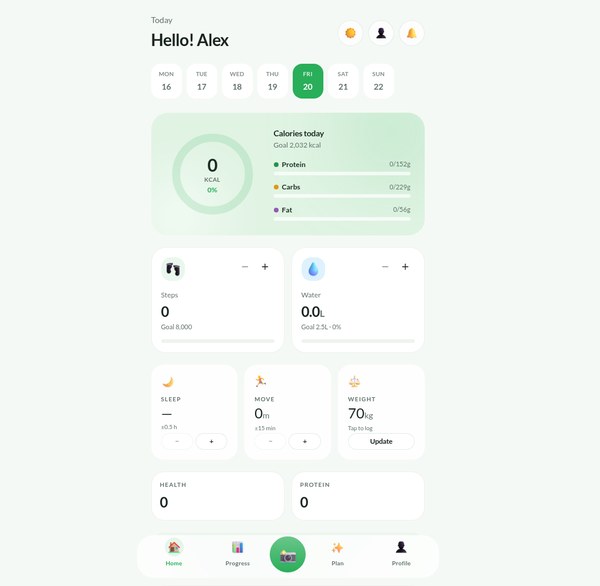 Today
Hello! Alex
MON TUE WED THU FRI SAT SUN
16 17 18 19 20 21 22
Calories today
Goal 2,032 kcal
0
KCAL
0%
Protein 0/152g
Carbs 0/229g
Fat 0/56g
− + − +
Steps Water
0 0.0L
Goal 8,000 Goal 2.5L · 0%
SLEEP MOVE WEIGHT
— 0m 70kg
±0.5 h ±15 min Tap to log
− + − + Update
HEALTH PROTEIN
0 0
Home Progress Plan Profile